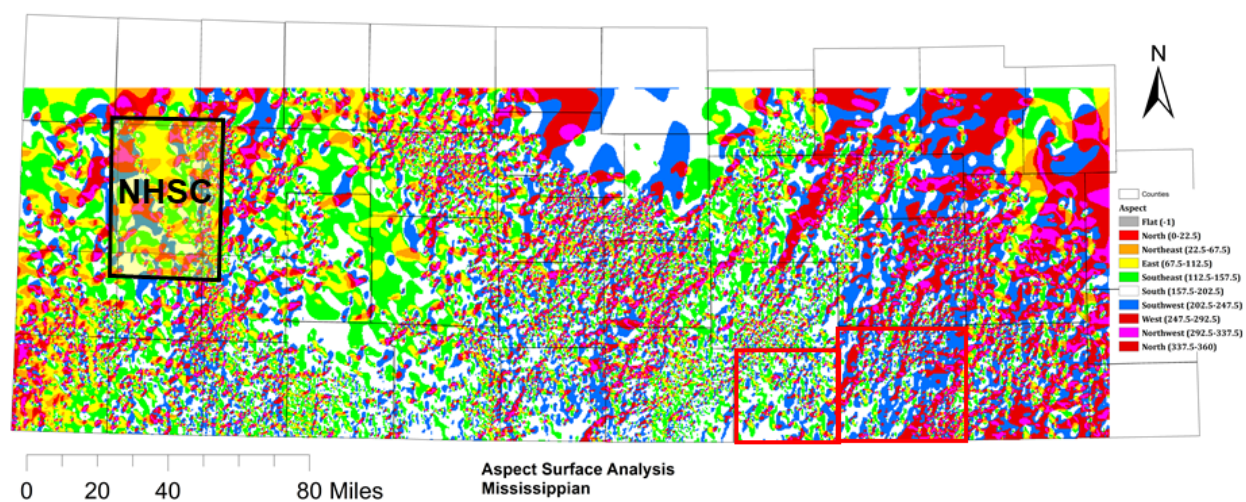 N
NHSC
Counties
Aspect
Flat (-1)
North (0-22.5)
Northeast (22.5-67.5)
East (67.5-112.5)
Southeast (112.5-157.5)
South (157.5-202.5)
Southwest (202.5-247.5)
West (247.5-292.5)
Northwest (292.5-337.5)
North (337.5-360)
0 20 40 80 Miles
Aspect Surface Analysis
Mississippian